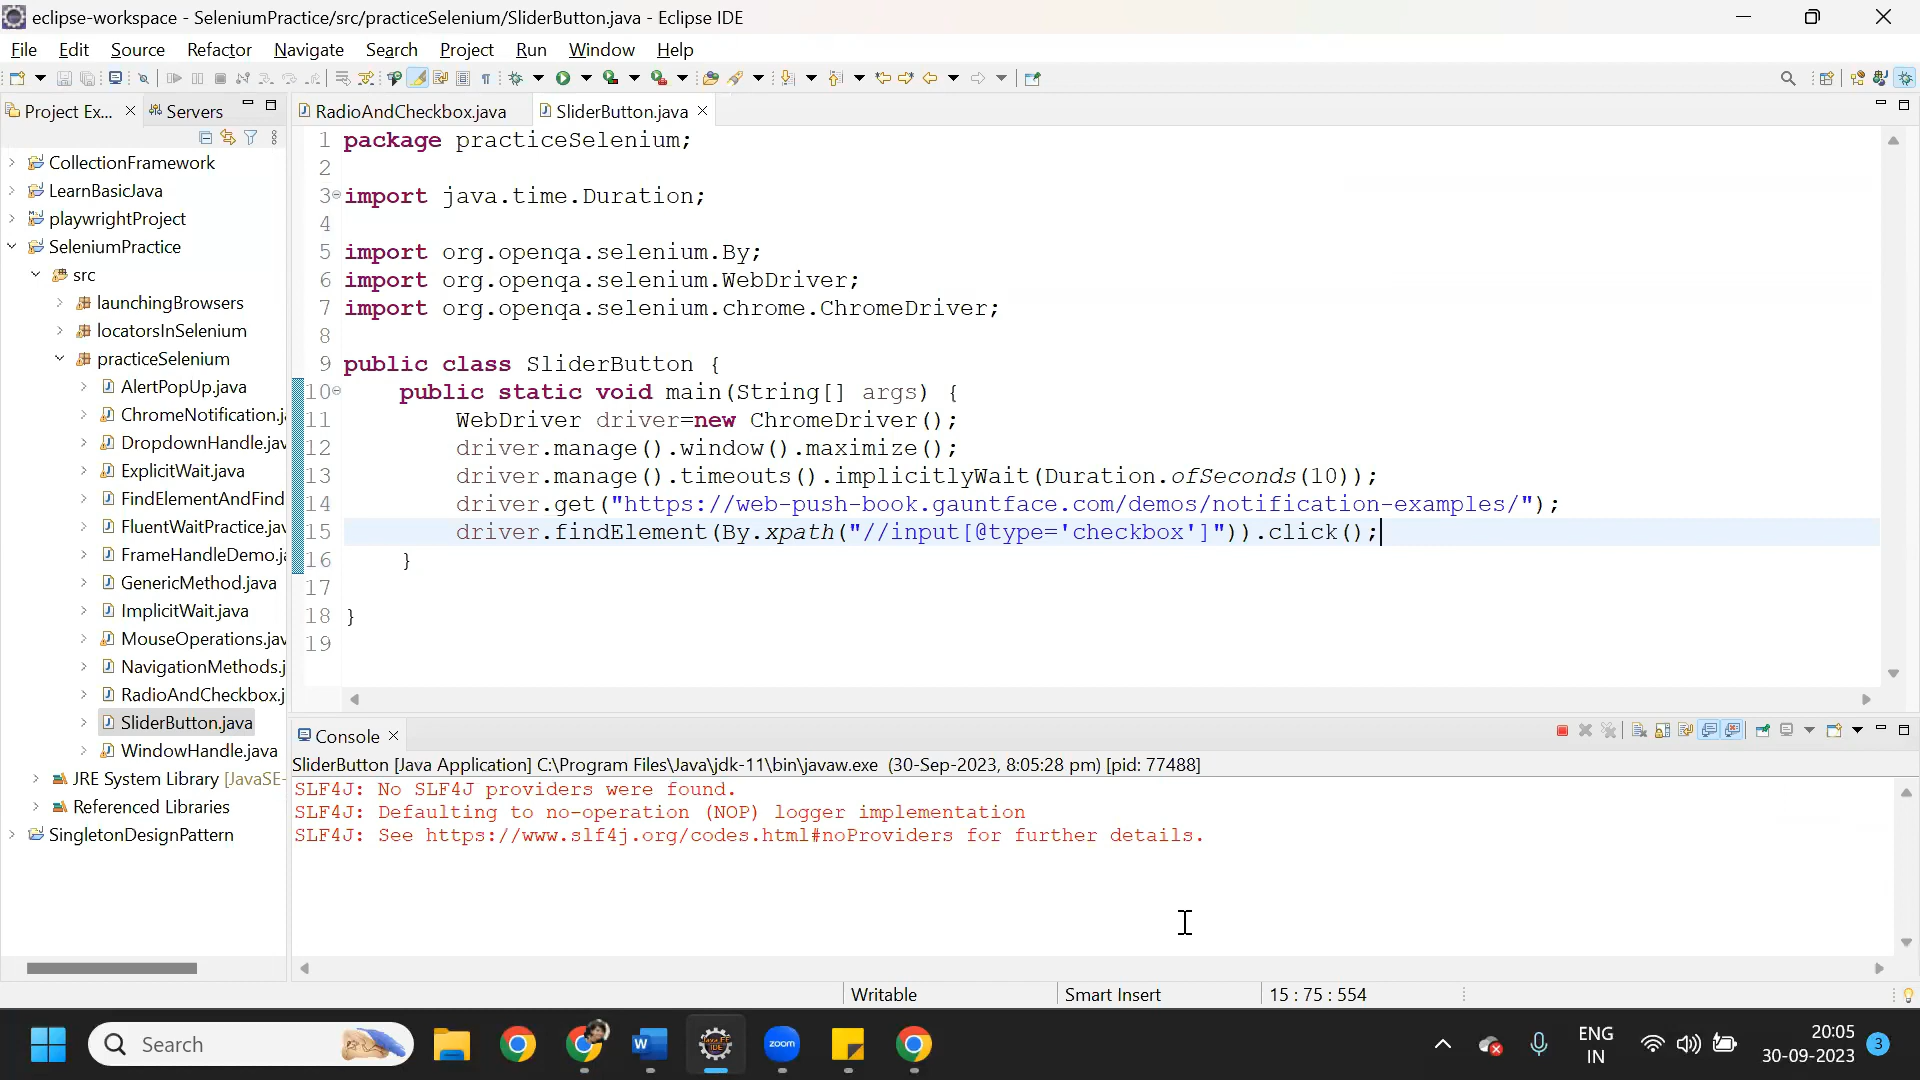 eclipse-workspace - SeleniumPractice/src/practiceSelenium/SliderButton.java - Eclipse IDE
File Edit Source Refactor Navigate Search Project Run Window Help
Project Ex... Servers
CollectionFramework
LearnBasicJava
playwrightProject
SeleniumPractice
src
launchingBrowsers
locatorsInSelenium
practiceSelenium
AlertPopUp.java
ChromeNotification.j
DropdownHandle.jav
ExplicitWait.java
FindElementAndFind
FluentWaitPractice.jav
FrameHandleDemo.j
GenericMethod.java
ImplicitWait.java
MouseOperations.jav
NavigationMethods.j
RadioAndCheckbox.j
SliderButton.java
WindowHandle.java
JRE System Library [JavaSE-
Referenced Libraries
SingletonDesignPattern
RadioAndCheckbox.java SliderButton.java
1 package practiceSelenium;
2
3 import java.time.Duration;
4
5 import org.openqa.selenium.By;
6 import org.openqa.selenium.WebDriver;
7 import org.openqa.selenium.chrome.ChromeDriver;
8
9 public class SliderButton {
10 public static void main(String[] args) {
11 WebDriver driver=new ChromeDriver();
12 driver.manage().window().maximize();
13 driver.manage().timeouts().implicitlyWait(Duration.ofSeconds(10));
14 driver.get("https://web-push-book.gauntface.com/demos/notification-examples/");
15 driver.findElement(By.xpath("//input[@type='checkbox']")).click();
16 }
17
18 }
19
Console
SliderButton [Java Application] C:\Program Files\Java\jdk-11\bin\javaw.exe (30-Sep-2023, 8:05:28 pm) [pid: 77488]
SLF4J: No SLF4J providers were found.
SLF4J: Defaulting to no-operation (NOP) logger implementation
SLF4J: See https://www.slf4j.org/codes.html#noProviders for further details.
Writable Smart Insert 15 : 75 : 554
Search
W
Java EE
IDE
zoom
ENG
IN
20:05
30-09-2023
3